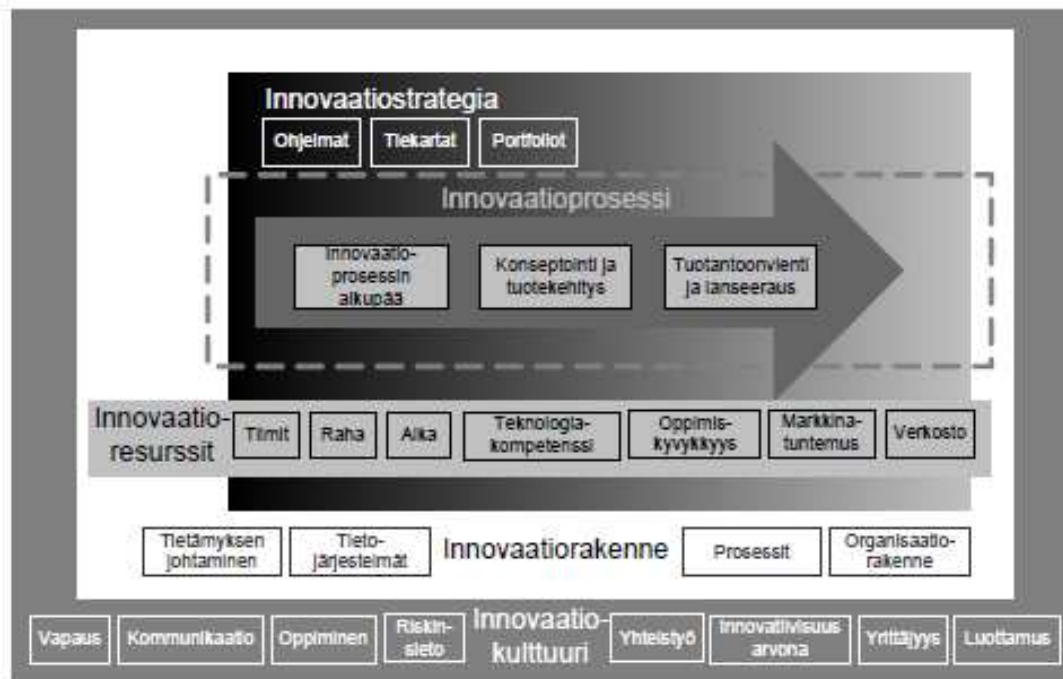 Innovaatiostrategia
Ohjelmat
Tiekartat
Portfoliot
Innovaatioprosessi
Innovaatio-
prosessin
alkupää
Konseptointi ja
tuotekehitys
Tuotantoonvienti
ja lanseeraus
Innovaatio-
resurssit
Tiimit
Raha
Aika
Teknologia-
kompetenssi
Oppimis-
kyvykkyys
Markkina-
tuntemus
Verkosto
Tietämyksen
johtaminen
Tieto-
järjestelmät
Innovaatiorakenne
Prosessit
Organisaatio-
rakenne
Vapaus
Kommunikaatio
Oppiminen
Riskin-
sieto
Innovaatio-
kulttuuri
Yhteistyö
Innovatiivisuus
arvona
Yrittäjyys
Luottamus